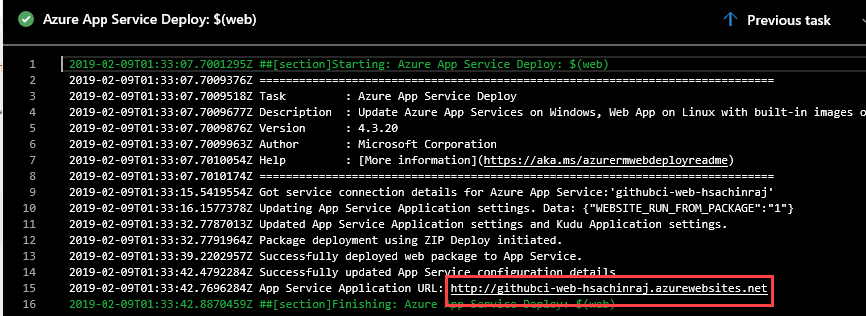 Azure App Service Deploy: $(web)
Previous task
1 2019-02-09T01:33:07.7001295Z ##[section]Starting: Azure App Service Deploy: $(web)
2 2019-02-09T01:33:07.7009376Z ==============================================================================
3 2019-02-09T01:33:07.7009518Z Task : Azure App Service Deploy
4 2019-02-09T01:33:07.7009677Z Description : Update Azure App Services on Windows, Web App on Linux with built-in images o
5 2019-02-09T01:33:07.7009876Z Version : 4.3.20
6 2019-02-09T01:33:07.7009963Z Author : Microsoft Corporation
7 2019-02-09T01:33:07.7010054Z Help : [More information](https://aka.ms/azurermwebdeployreadme)
8 2019-02-09T01:33:07.7010174Z ==============================================================================
9 2019-02-09T01:33:15.5419554Z Got service connection details for Azure App Service:'githubci-web-hsachinraj'
10 2019-02-09T01:33:16.1577378Z Updating App Service Application settings. Data: {"WEBSITE_RUN_FROM_PACKAGE":"1"}
11 2019-02-09T01:33:32.7787013Z Updated App Service Application settings and Kudu Application settings.
12 2019-02-09T01:33:32.7791964Z Package deployment using ZIP Deploy initiated.
13 2019-02-09T01:33:39.2202957Z Successfully deployed web package to App Service.
14 2019-02-09T01:33:42.4792284Z Successfully updated App Service configuration details
15 2019-02-09T01:33:42.7696284Z App Service Application URL: http://githubci-web-hsachinraj.azurewebsites.net
16 2019-02-09T01:33:42.8870459Z ##[section]Finishing: Azure App Service Deploy: $(web)